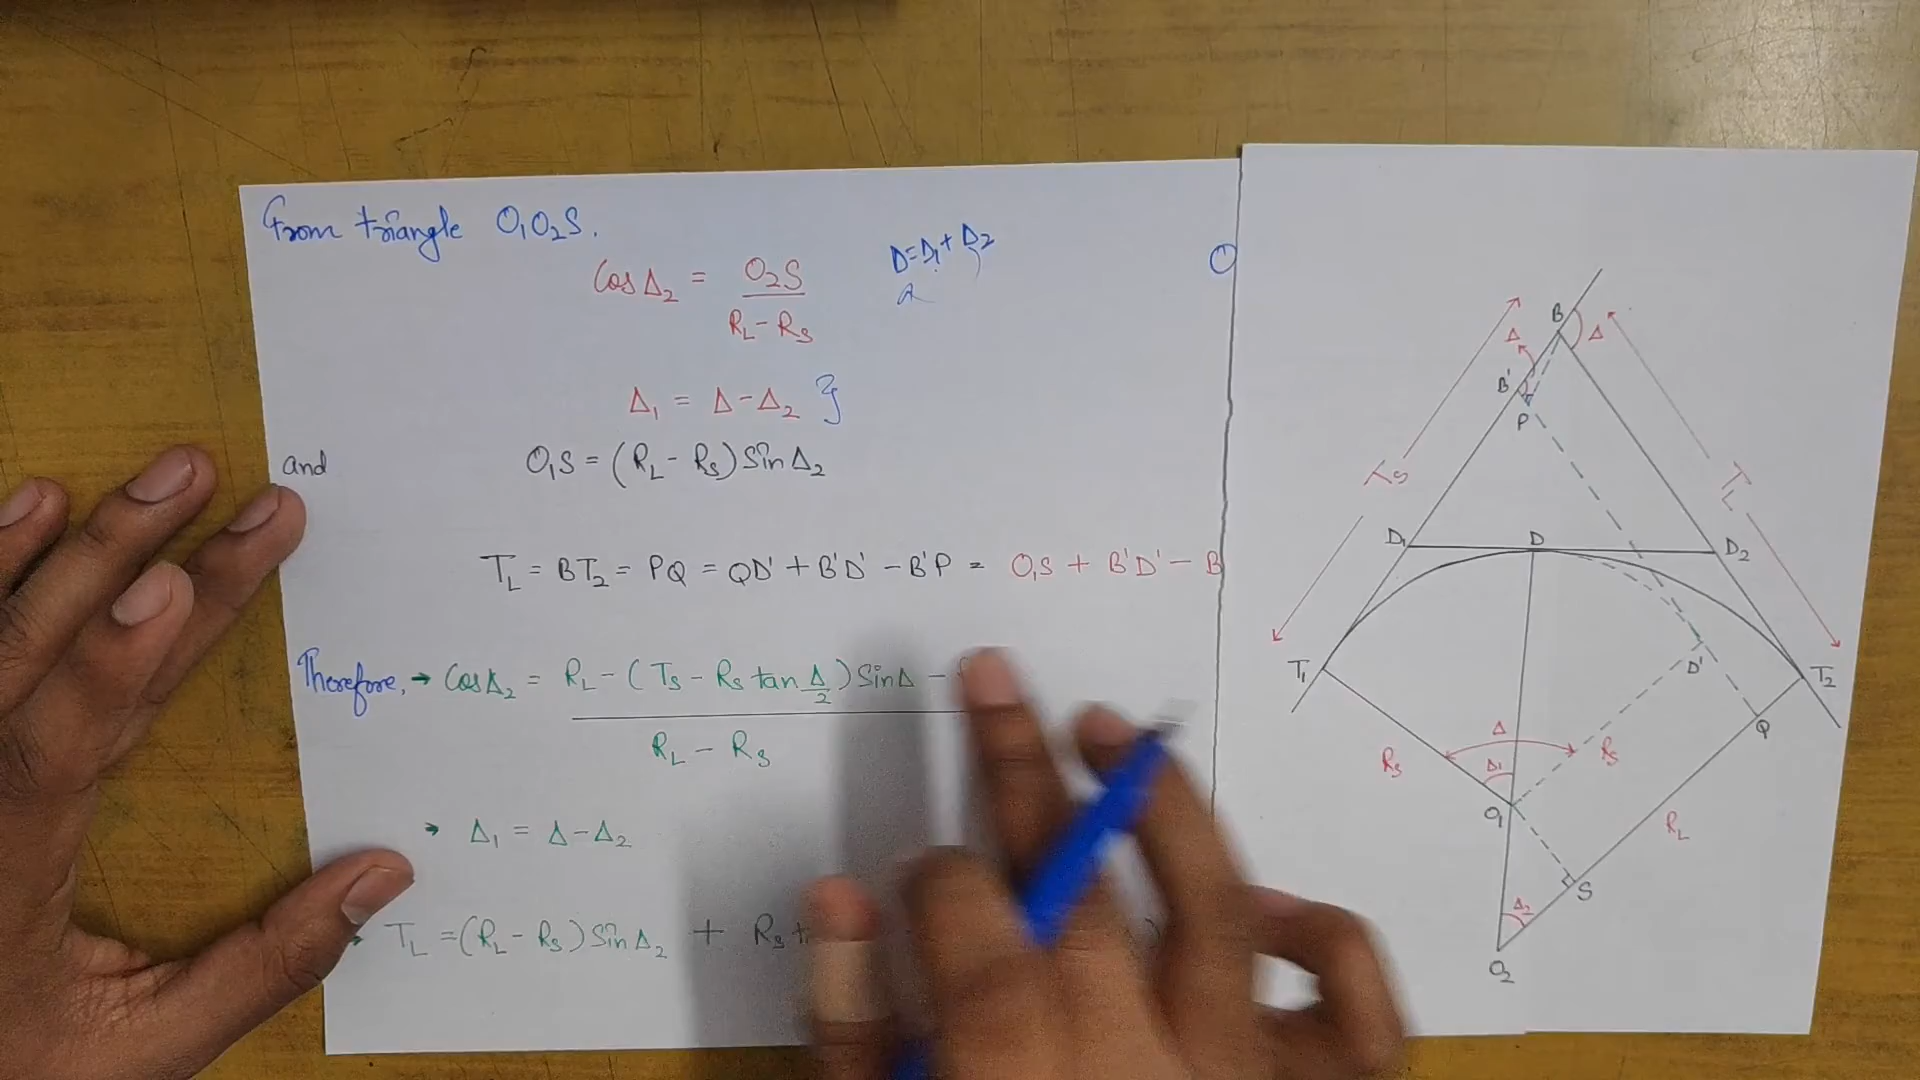 From triangle O₁O₂S.
Cos Δ₂ = O₂S / R_L - R_S
Δ = Δ₁ + Δ₂
Δ₁ = Δ - Δ₂ }
and O₁S = (R_L - R_S) Sin Δ₂
T_L = BT₂ = PQ = QD' + B'D' - B'P = O₁S + B'D' - B
Therefore, → Cos Δ₂ = R_L - (T_S - R_S tan Δ/2) Sin Δ -
R_L - R_S
→ Δ₁ = Δ - Δ₂
T_L = (R_L - R_S) Sin Δ₂ + R_S
B
Δ
Δ
B'
P
T_S
T_L
D₁
D
D₂
T₁
D'
T₂
Q
Δ
R_S
Δ₁
R_S
O₁
R_L
S
Δ₂
O₂